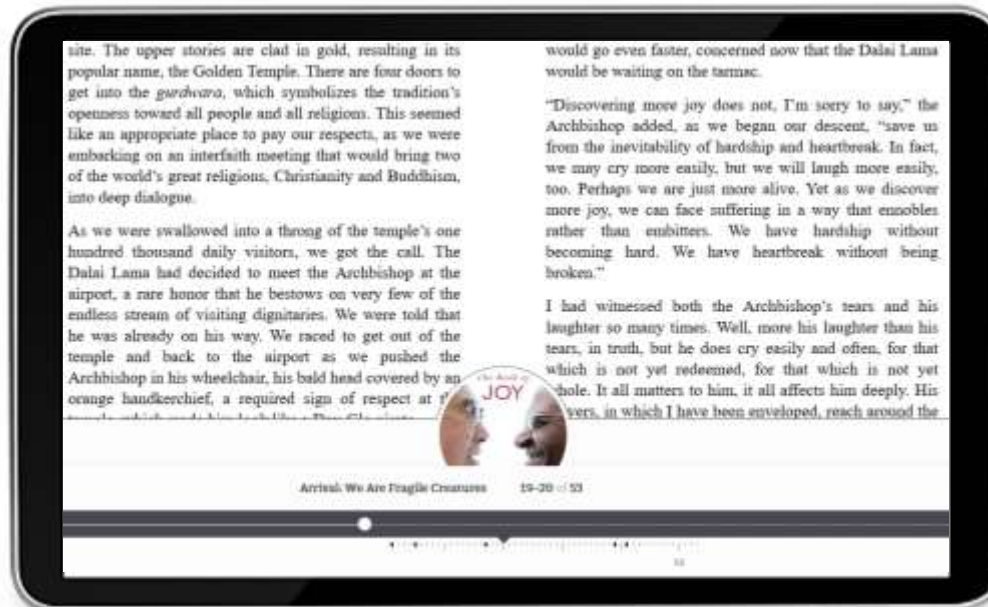 site. The upper stories are clad in gold, resulting in its
popular name, the Golden Temple. There are four doors to
get into the gurdwara, which symbolizes the tradition's
openness toward all people and all religions. This seemed
like an appropriate place to pay our respects, as we were
embarking on an interfaith meeting that would bring two
of the world's great religions, Christianity and Buddhism,
into deep dialogue.
As we were swallowed into a throng of the temple's one
hundred thousand daily visitors, we got the call. The
Dalai Lama had decided to meet the Archbishop at the
airport, a rare honor that he bestows on very few of the
endless stream of visiting dignitaries. We were told that
he was already on his way. We raced to get out of the
temple and back to the airport as we pushed the
Archbishop in his wheelchair, his bald head covered by an
orange handkerchief, a required sign of respect at
would go even faster, concerned now that the Dalai Lama
would be waiting on the tarmac.
“Discovering more joy does not, I'm sorry to say,” the
Archbishop added, as we began our descent, “save us
from the inevitability of hardship and heartbreak. In fact,
we may cry more easily, but we will laugh more easily,
too. Perhaps we are just more alive. Yet as we discover
more joy, we can face suffering in a way that ennobles
rather than embitters. We have hardship without
becoming hard. We have heartbreak without being
broken.”
I had witnessed both the Archbishop's tears and his
laughter so many times. Well, more his laughter than his
tears, in truth, but he does cry easily and often, for that
which is not yet redeemed, for that which is not yet
whole. It all matters to him, it all affects him deeply. His
in which I have been enveloped, reach around the
The Book of
JOY
Arrival: We Are Fragile Creatures 19-20 of 53